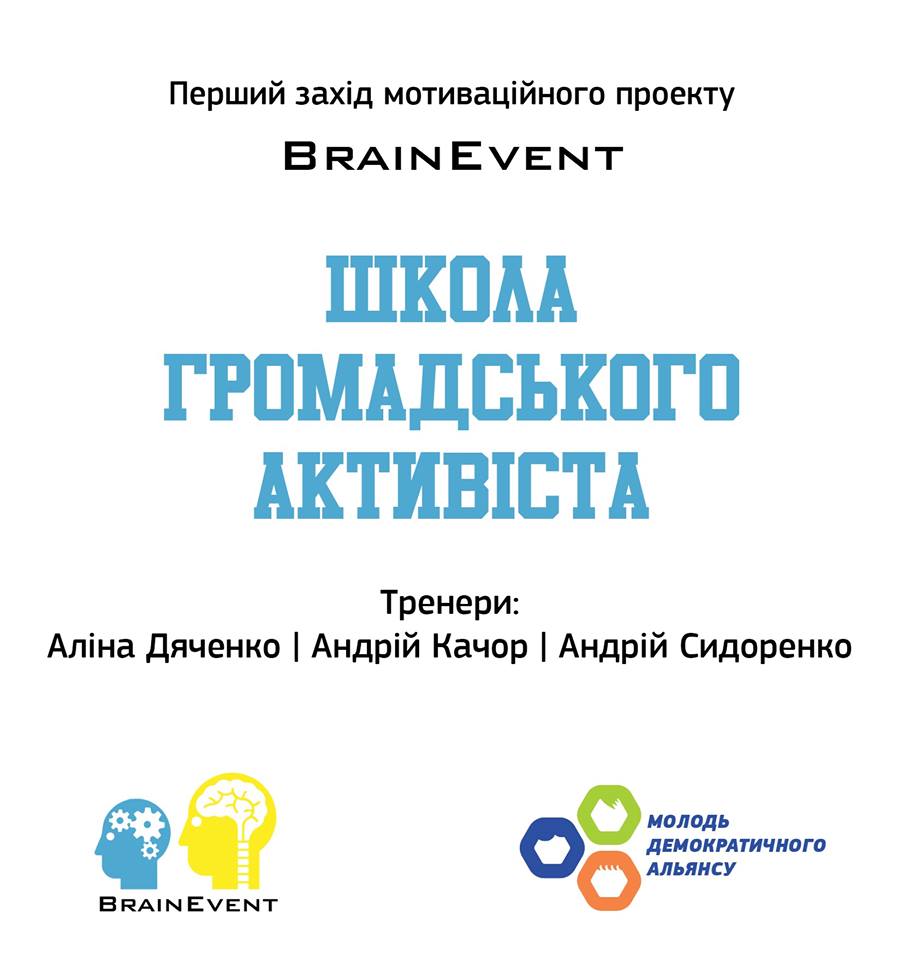 Перший захід мотиваційного проекту
BRAINEVENT
ШКОЛА
ГРОМАДСЬКОГО
АКТИВІСТА
Тренери:
Аліна Дяченко | Андрій Качор | Андрій Сидоренко
BRAINEVENT
МОЛОДЬ
ДЕМОКРАТИЧНОГО
АЛЬЯНСУ